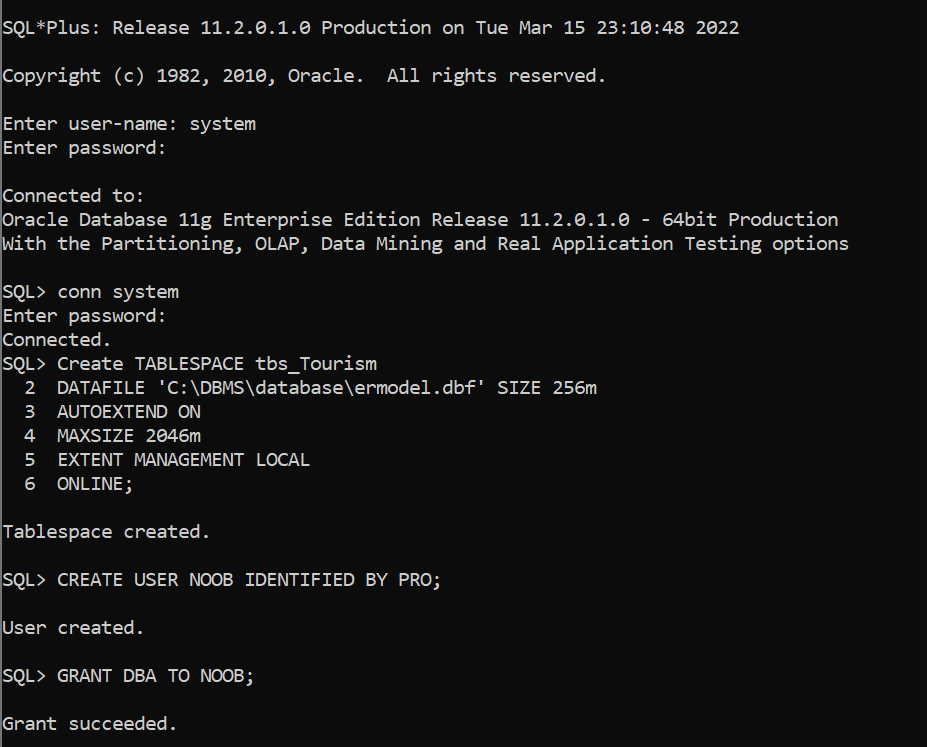 SQL*Plus: Release 11.2.0.1.0 Production on Tue Mar 15 23:10:48 2022
Copyright (c) 1982, 2010, Oracle.  All rights reserved.
Enter user-name: system
Enter password:
Connected to:
Oracle Database 11g Enterprise Edition Release 11.2.0.1.0 - 64bit Production
With the Partitioning, OLAP, Data Mining and Real Application Testing options
SQL> conn system
Enter password:
Connected.
SQL> Create TABLESPACE tbs_Tourism
  2  DATAFILE 'C:\DBMS\database\ermodel.dbf' SIZE 256m
  3  AUTOEXTEND ON
  4  MAXSIZE 2046m
  5  EXTENT MANAGEMENT LOCAL
  6  ONLINE;
Tablespace created.
SQL> CREATE USER NOOB IDENTIFIED BY PRO;
User created.
SQL> GRANT DBA TO NOOB;
Grant succeeded.